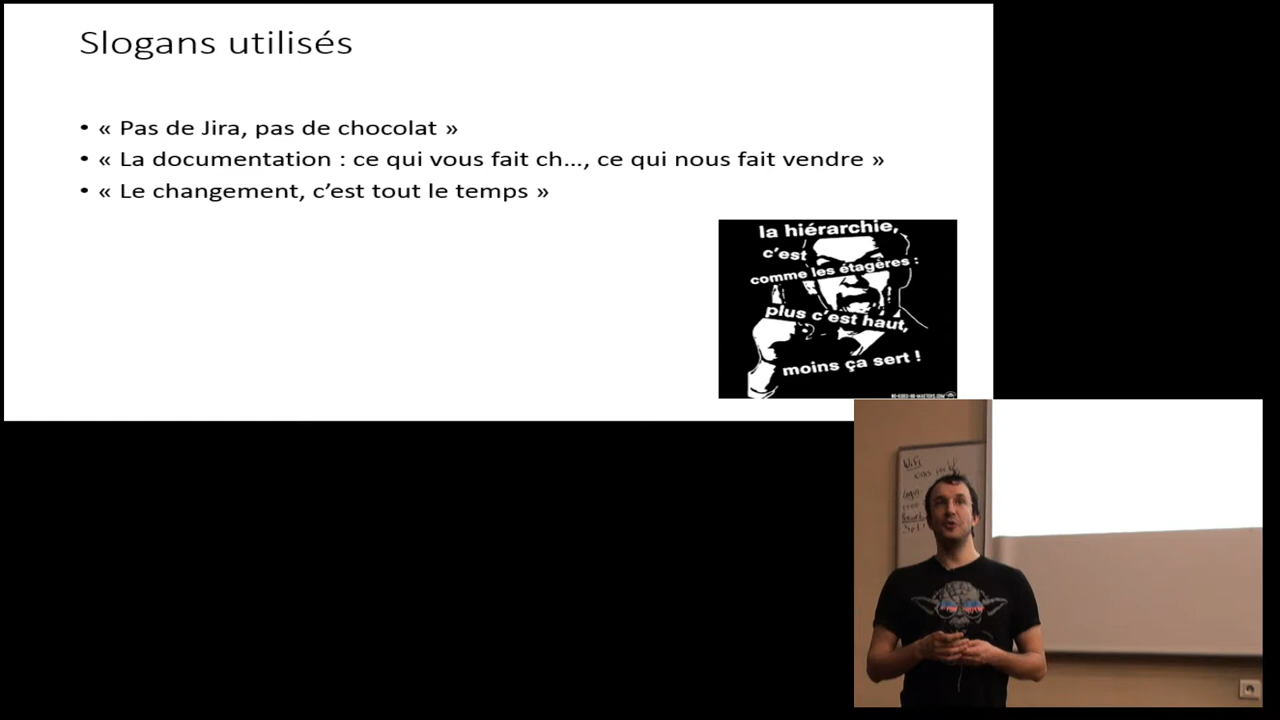 Slogans utilisés
• « Pas de Jira, pas de chocolat »
• « La documentation : ce qui vous fait ch..., ce qui nous fait vendre »
• « Le changement, c’est tout le temps »
la hiérarchie,
c'est
comme les étagères :
plus c'est haut,
moins ça sert !
Wifi
Login